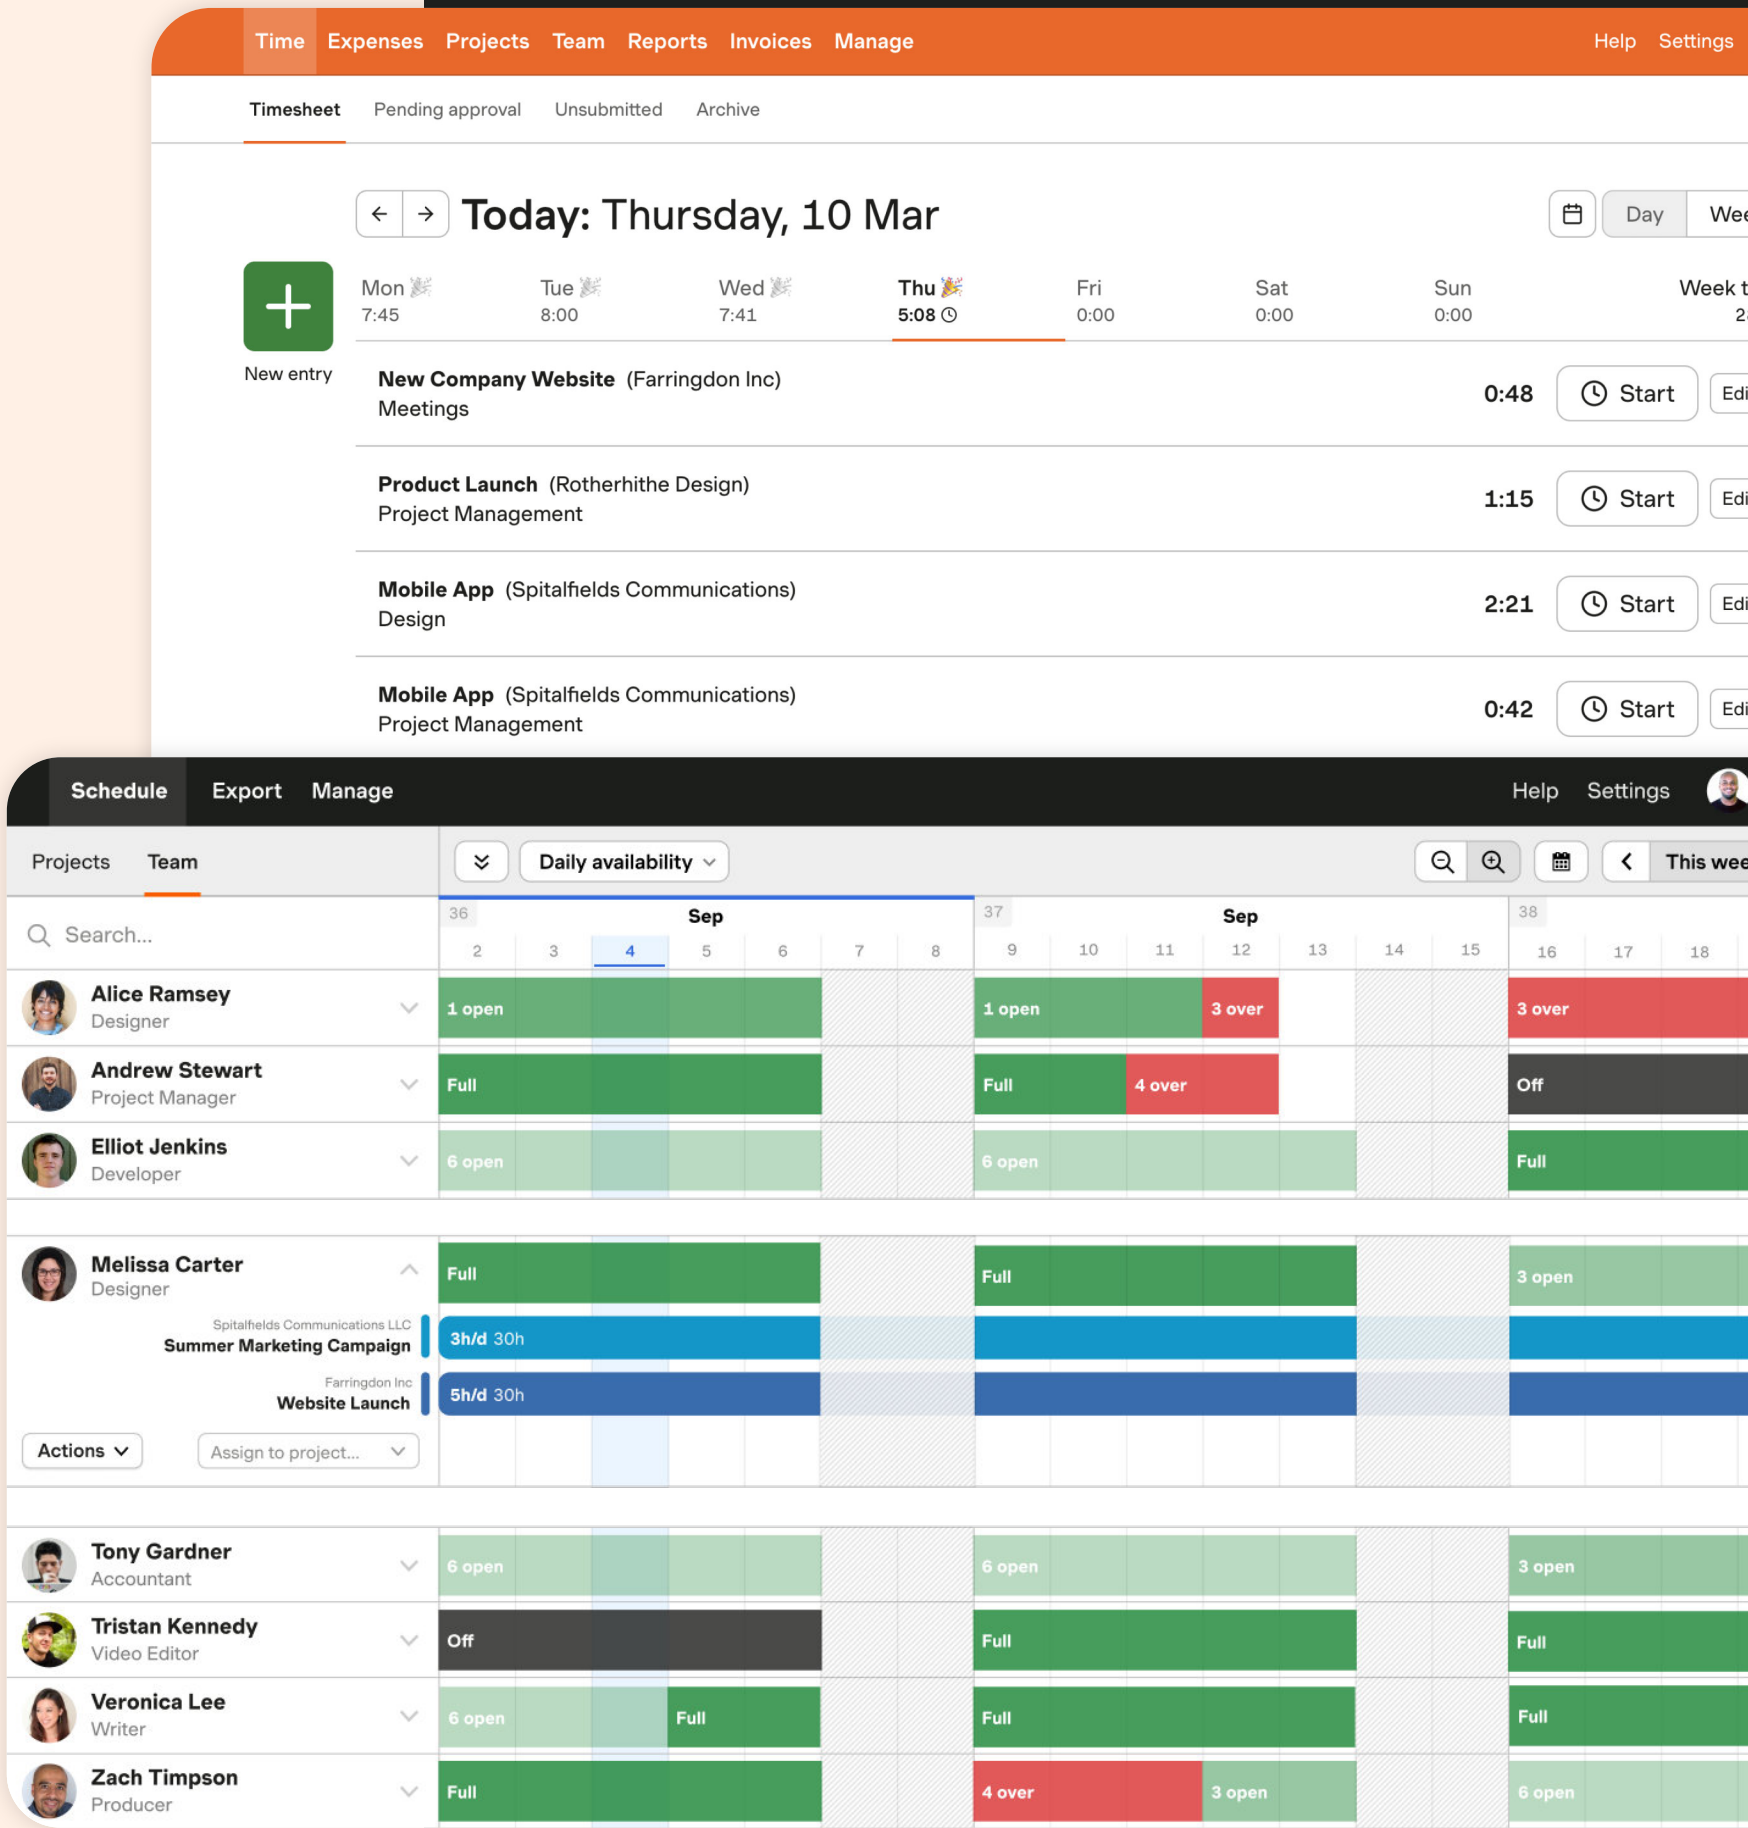 Time Expenses Projects Team Reports Invoices Manage Help Settings
Timesheet Pending approval Unsubmitted Archive
Today: Thursday, 10 Mar Day
Mon Tue Wed Thu Fri Sat Sun Week
7:45 8:00 7:41 5:08 0:00 0:00 0:00
New entry
New Company Website (Farringdon Inc)
Meetings
0:48 Start
Product Launch (Rotherhithe Design)
Project Management
1:15 Start
Mobile App (Spitalfields Communications)
Design
2:21 Start
Mobile App (Spitalfields Communications)
Project Management
0:42 Start
Schedule Export Manage Help Settings
Projects Team Daily availability This
Search...
36 Sep 37 Sep 38
2 3 4 5 6 7 8 9 10 11 12 13 14 15 16 17 18
Alice Ramsey
Designer
1 open 1 open 3 over 3 over
Andrew Stewart
Project Manager
Full Full 4 over Off
Elliot Jenkins
Developer
6 open 6 open Full
Melissa Carter
Designer
Full Full 3 open
Spitalfields Communications LLC
Summer Marketing Campaign
3h/d 30h
Farringdon Inc
Website Launch
5h/d 30h
Actions Assign to project...
Tony Gardner
Accountant
6 open 6 open 3 open
Tristan Kennedy
Video Editor
Off Full Full
Veronica Lee
Writer
6 open Full Full Full
Zach Timpson
Producer
Full 4 over 3 open 6 open